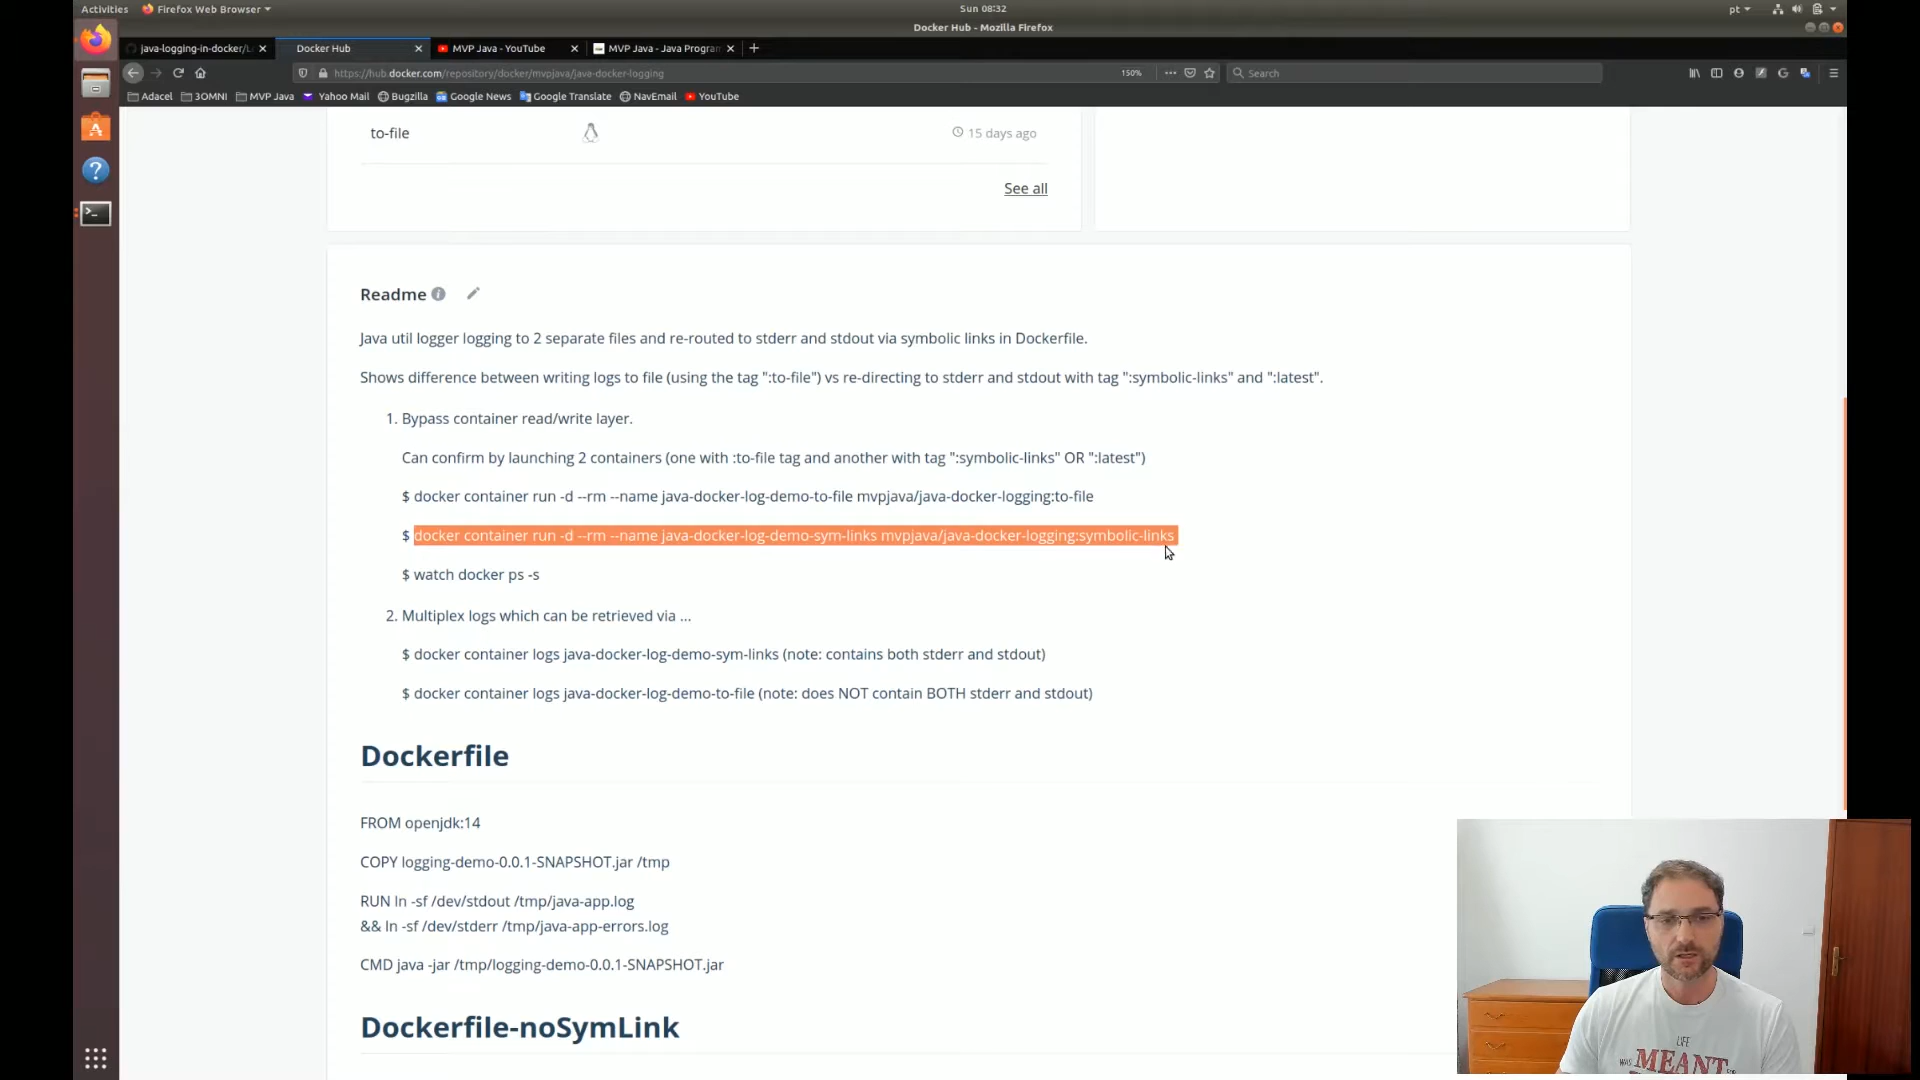 Activities Firefox Web Browser Sun 08:32 pt
Docker Hub - Mozilla Firefox
java-logging-in-docker/L Docker Hub MVP Java - YouTube MVP Java - Java Program
https://hub.docker.com/repository/docker/mvpjava/java-docker-logging 150% Search
Adacel 3OMNI MVP Java Yahoo Mail Bugzilla Google News Google Translate NavEmail YouTube
to-file 15 days ago
See all
Readme
Java util logger logging to 2 separate files and re-routed to stderr and stdout via symbolic links in Dockerfile.
Shows difference between writing logs to file (using the tag ":to-file") vs re-directing to stderr and stdout with tag ":symbolic-links" and ":latest".
1. Bypass container read/write layer.
Can confirm by launching 2 containers (one with :to-file tag and another with tag ":symbolic-links" OR ":latest")
$ docker container run -d --rm --name java-docker-log-demo-to-file mvpjava/java-docker-logging:to-file
$ docker container run -d --rm --name java-docker-log-demo-sym-links mvpjava/java-docker-logging:symbolic-links
$ watch docker ps -s
2. Multiplex logs which can be retrieved via ...
$ docker container logs java-docker-log-demo-sym-links (note: contains both stderr and stdout)
$ docker container logs java-docker-log-demo-to-file (note: does NOT contain BOTH stderr and stdout)
Dockerfile
FROM openjdk:14
COPY logging-demo-0.0.1-SNAPSHOT.jar /tmp
RUN ln -sf /dev/stdout /tmp/java-app.log
&& ln -sf /dev/stderr /tmp/java-app-errors.log
CMD java -jar /tmp/logging-demo-0.0.1-SNAPSHOT.jar
Dockerfile-noSymLink
LIFE
WAS MEANT